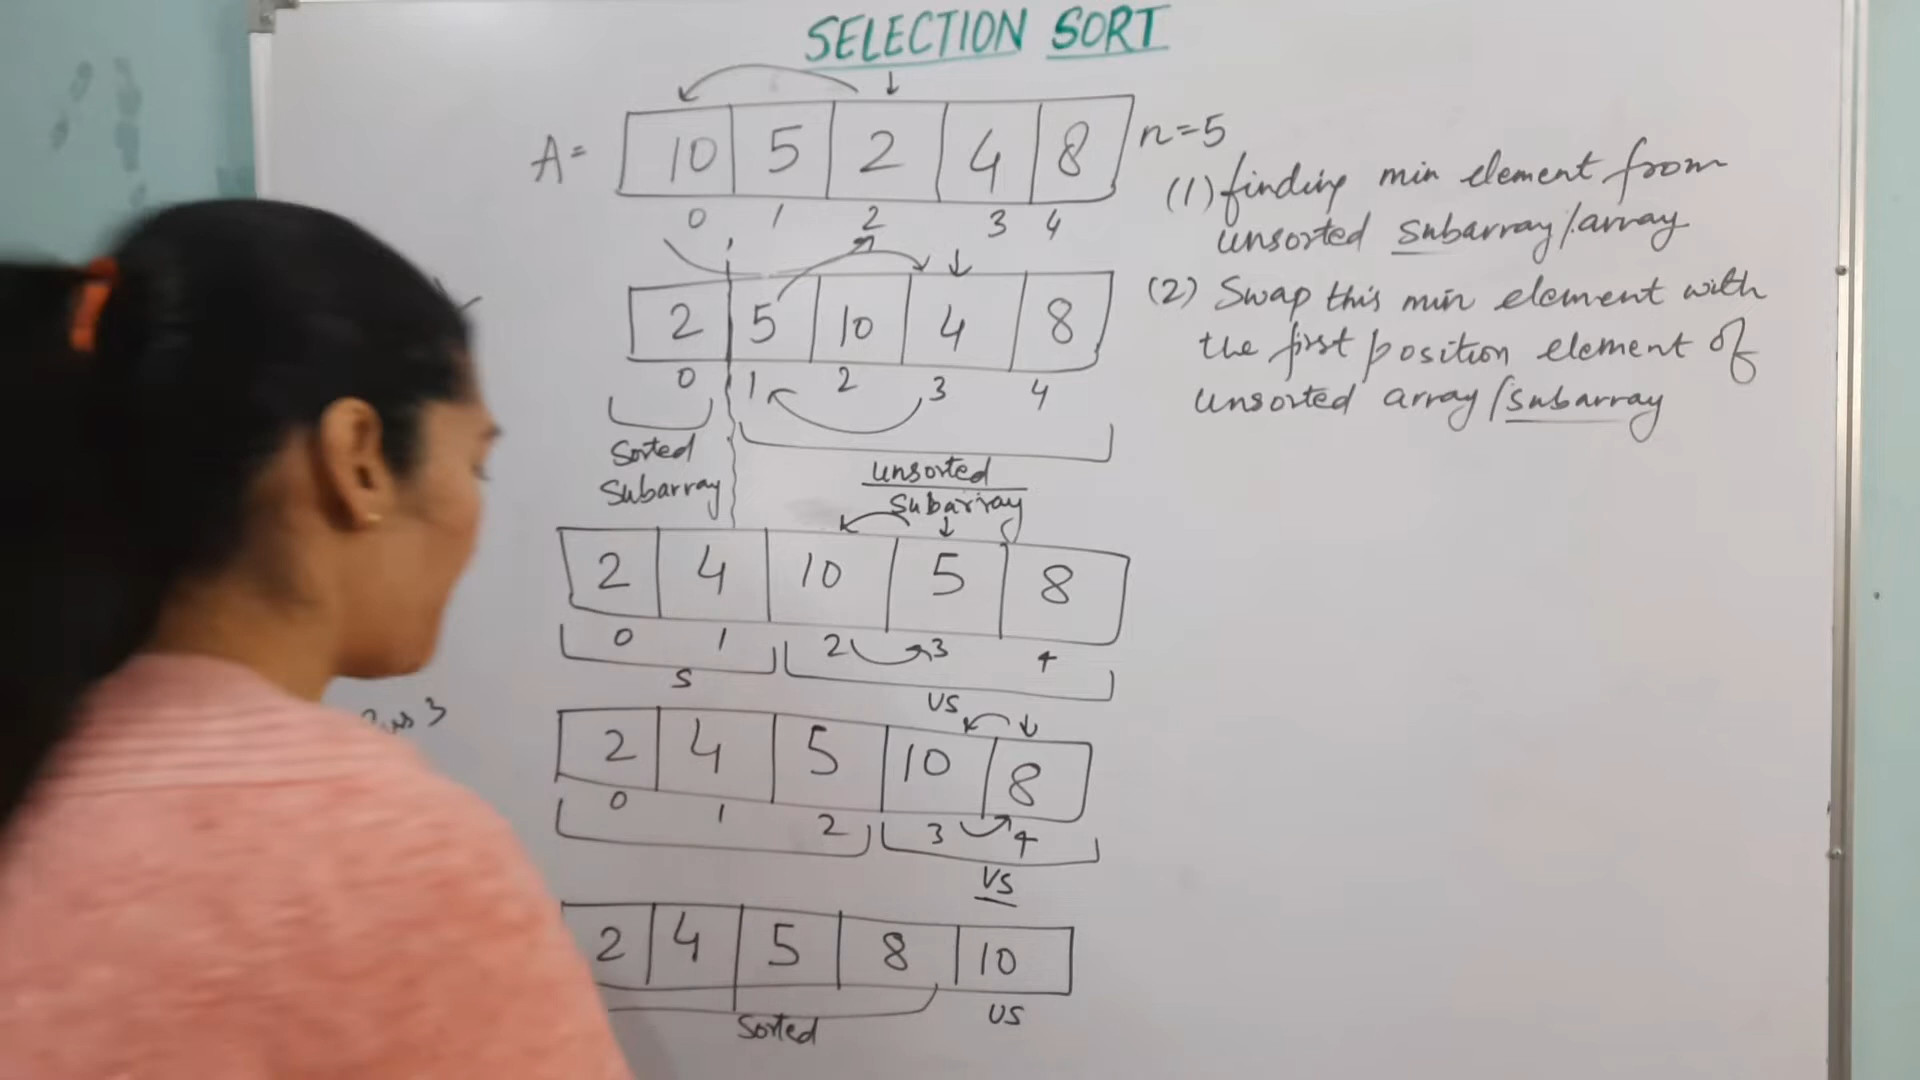 SELECTION SORT
A= 10 5 2 4 8 n=5
0 1 2 3 4
(1) finding min element from
unsorted subarray/array
(2) Swap this min element with
the first position element of
unsorted array/subarray
2 5 10 4 8
0 1 2 3 4
Sorted
Subarray
unsorted
Subarray
2 4 10 5 8
0 1 2 3 4
S
US
3
2 4 5 10 8
0 1 2 3 4
US
2 4 5 8 10
Sorted
US